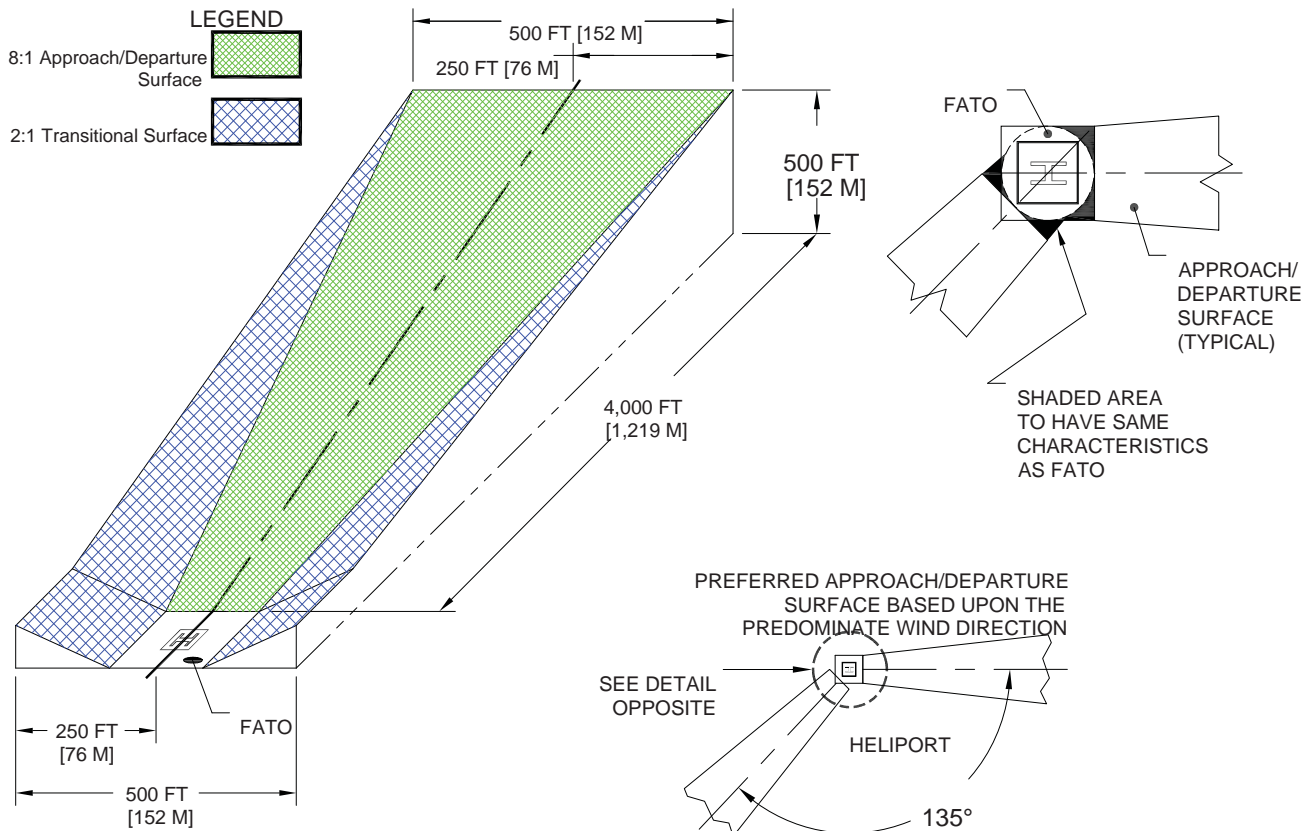 LEGEND
8:1 Approach/Departure
Surface
2:1 Transitional Surface
500 FT [152 M]
250 FT [76 M]
500 FT
[152 M]
4,000 FT
[1,219 M]
FATO
250 FT
[76 M]
500 FT
[152 M]
FATO
APPROACH/
DEPARTURE
SURFACE
(TYPICAL)
SHADED AREA
TO HAVE SAME
CHARACTERISTICS
AS FATO
PREFERRED APPROACH/DEPARTURE
SURFACE BASED UPON THE
PREDOMINATE WIND DIRECTION
SEE DETAIL
OPPOSITE
HELIPORT
135°
H
H
H